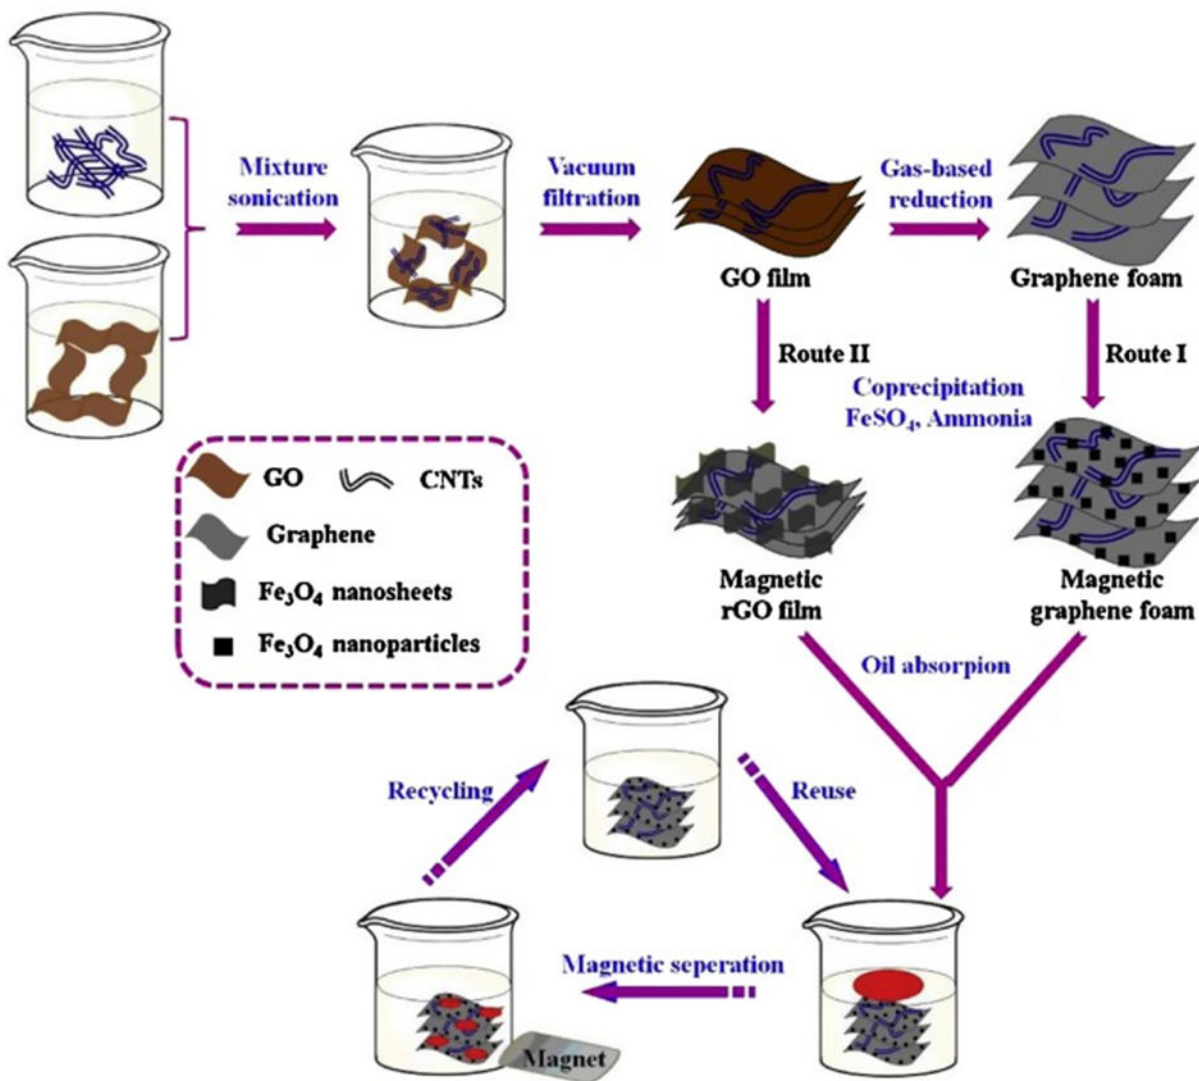 Mixture
sonication
Vacuum
filtration
Gas-based
reduction
GO film
Graphene foam
Route II
Route I
Coprecipitation
FeSO₄, Ammonia
GO
CNTs
Graphene
Fe₃O₄ nanosheets
Fe₃O₄ nanoparticles
Magnetic
rGO film
Magnetic
graphene foam
Oil absorpion
Recycling
Reuse
Magnetic seperation
Magnet